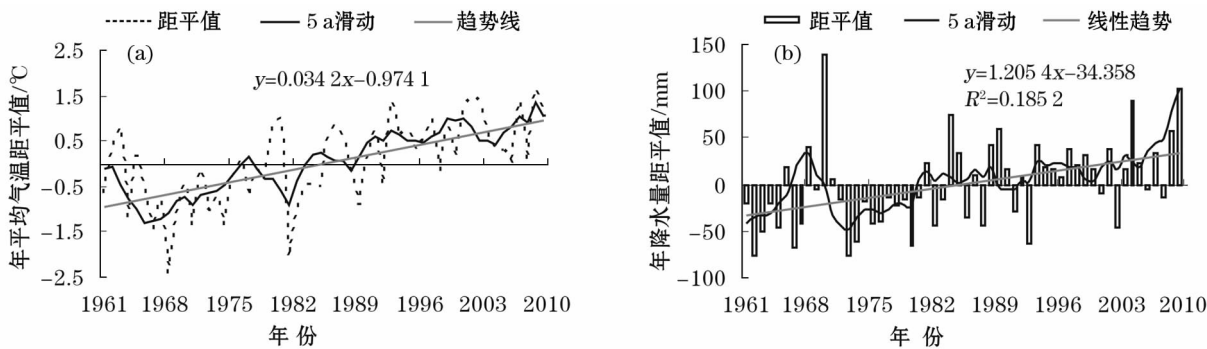 距平值 5 a滑动 趋势线
(a)
y=0.034 2x−0.974 1
年平均气温距平值/℃
2.5
1.5
0.5
−0.5
−1.5
−2.5
1961 1968 1975 1982 1989 1996 2003 2010
年 份
距平值 5 a滑动 线性趋势
(b)
y=1.205 4x−34.358
R²=0.185 2
年降水量距平值/mm
150
100
50
0
−50
−100
1961 1968 1975 1982 1989 1996 2003 2010
年 份